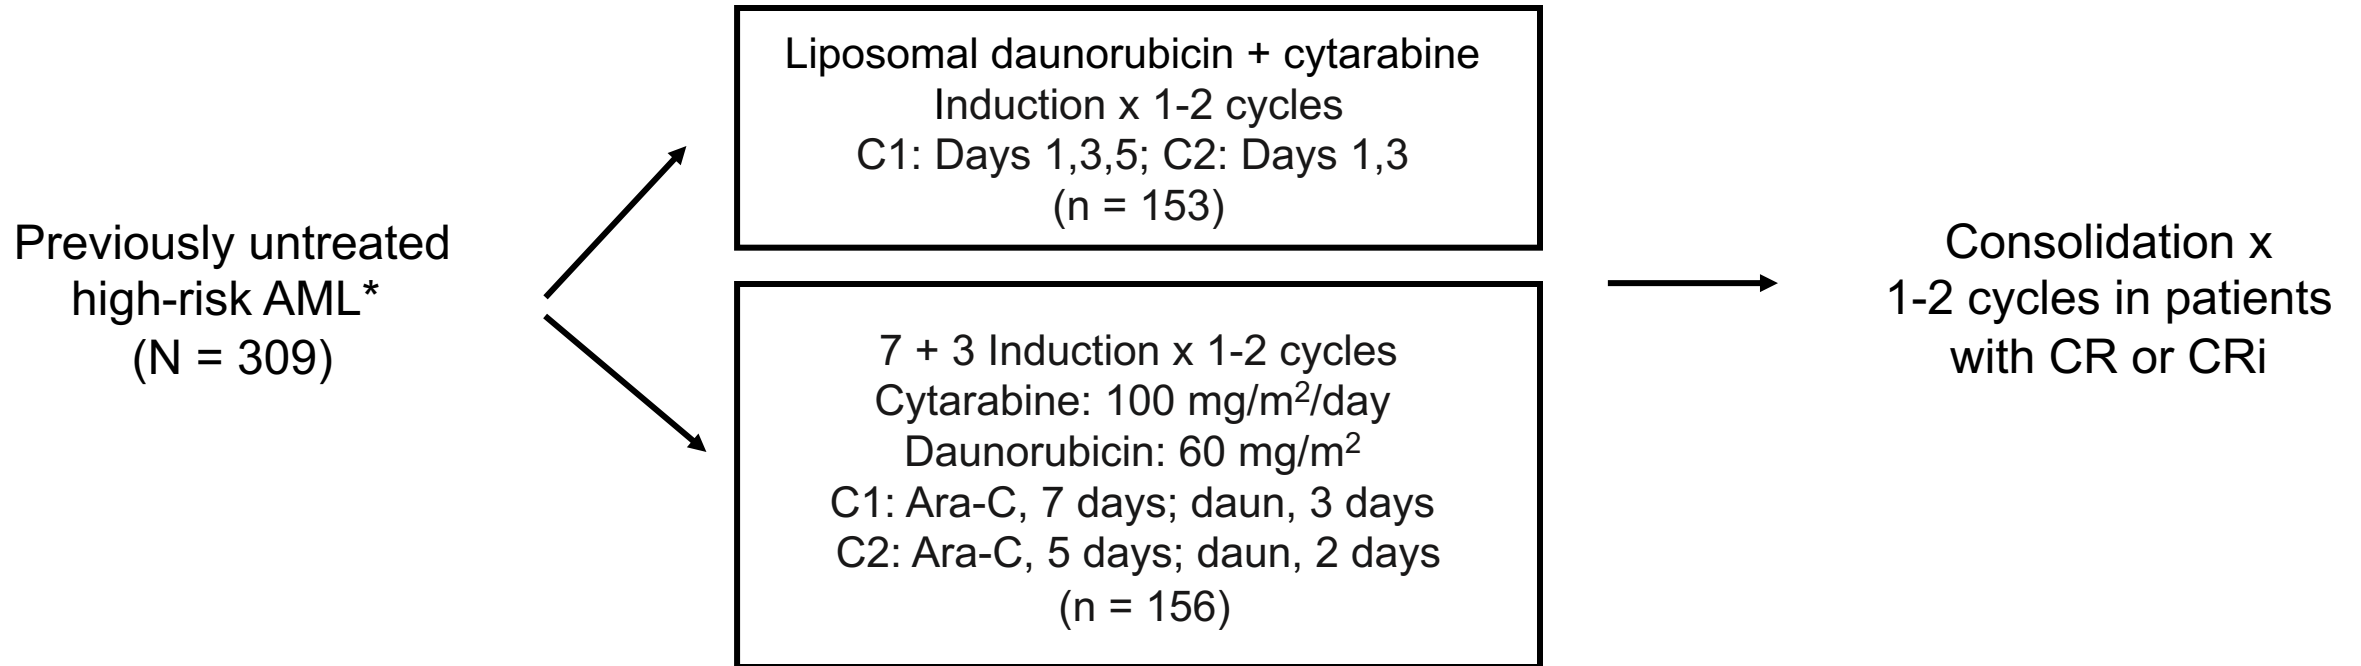 Previously untreated
high-risk AML*
(N = 309)
Liposomal daunorubicin + cytarabine
Induction x 1-2 cycles
C1: Days 1,3,5; C2: Days 1,3
(n = 153)
7 + 3 Induction x 1-2 cycles
Cytarabine: 100 mg/m²/day
Daunorubicin: 60 mg/m²
C1: Ara-C, 7 days; daun, 3 days
C2: Ara-C, 5 days; daun, 2 days
(n = 156)
Consolidation x
1-2 cycles in patients
with CR or CRi